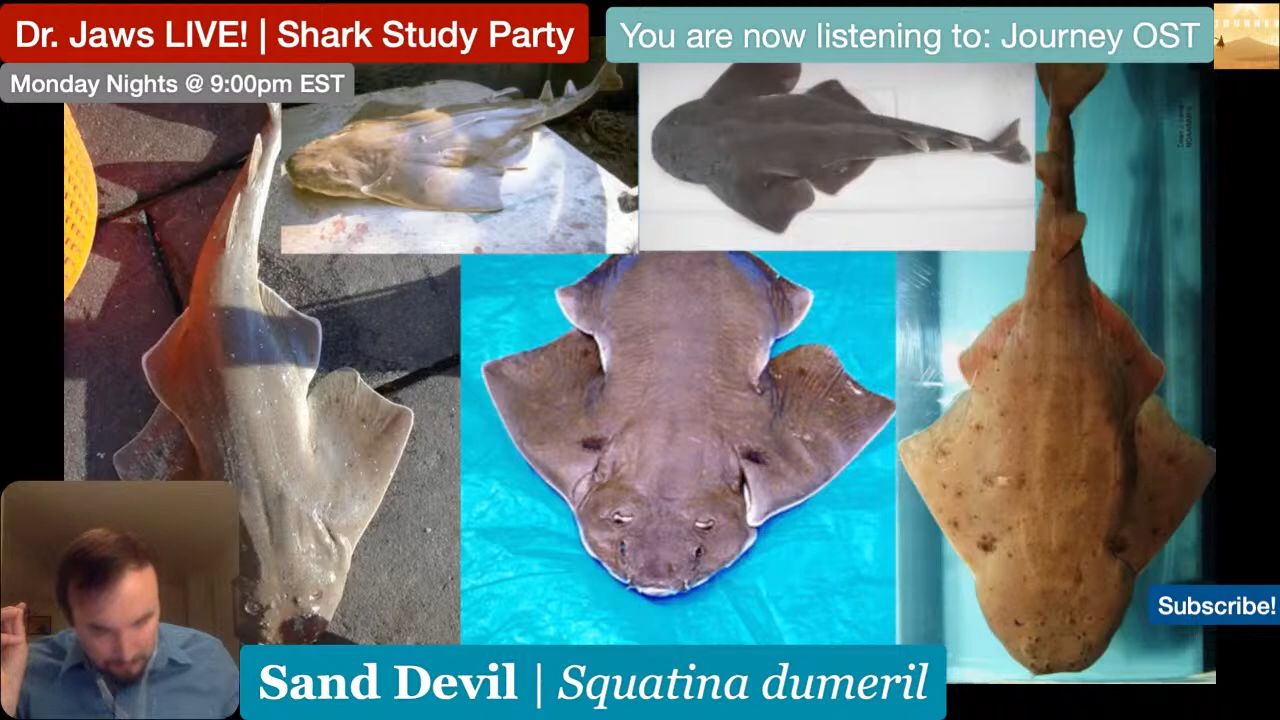 Dr. Jaws LIVE! | Shark Study Party
You are now listening to: Journey OST
Monday Nights @ 9:00pm EST
Subscribe!
Sand Devil | Squatina dumeril